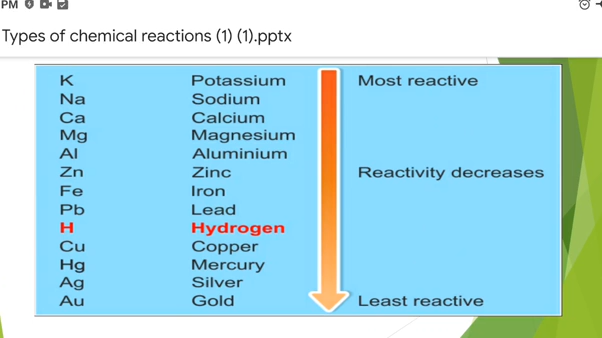 PM
Types of chemical reactions (1) (1).pptx
K Potassium Most reactive
Na Sodium
Ca Calcium
Mg Magnesium
Al Aluminium
Zn Zinc Reactivity decreases
Fe Iron
Pb Lead
H Hydrogen
Cu Copper
Hg Mercury
Ag Silver
Au Gold Least reactive